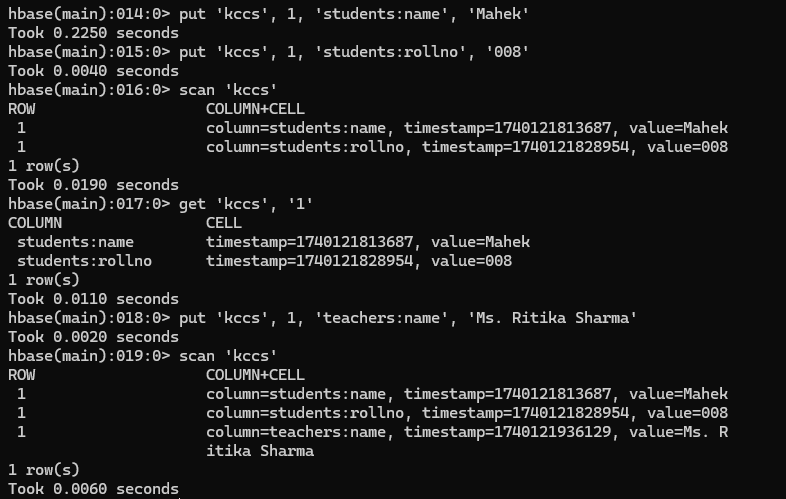 hbase(main):014:0> put 'kccs', 1, 'students:name', 'Mahek'
Took 0.2250 seconds
hbase(main):015:0> put 'kccs', 1, 'students:rollno', '008'
Took 0.0040 seconds
hbase(main):016:0> scan 'kccs'
ROW                   COLUMN+CELL
 1                    column=students:name, timestamp=1740121813687, value=Mahek
 1                    column=students:rollno, timestamp=1740121828954, value=008
1 row(s)
Took 0.0190 seconds
hbase(main):017:0> get 'kccs', '1'
COLUMN                CELL
 students:name        timestamp=1740121813687, value=Mahek
 students:rollno      timestamp=1740121828954, value=008
1 row(s)
Took 0.0110 seconds
hbase(main):018:0> put 'kccs', 1, 'teachers:name', 'Ms. Ritika Sharma'
Took 0.0020 seconds
hbase(main):019:0> scan 'kccs'
ROW                   COLUMN+CELL
 1                    column=students:name, timestamp=1740121813687, value=Mahek
 1                    column=students:rollno, timestamp=1740121828954, value=008
 1                    column=teachers:name, timestamp=1740121936129, value=Ms. R
                      itika Sharma
1 row(s)
Took 0.0060 seconds